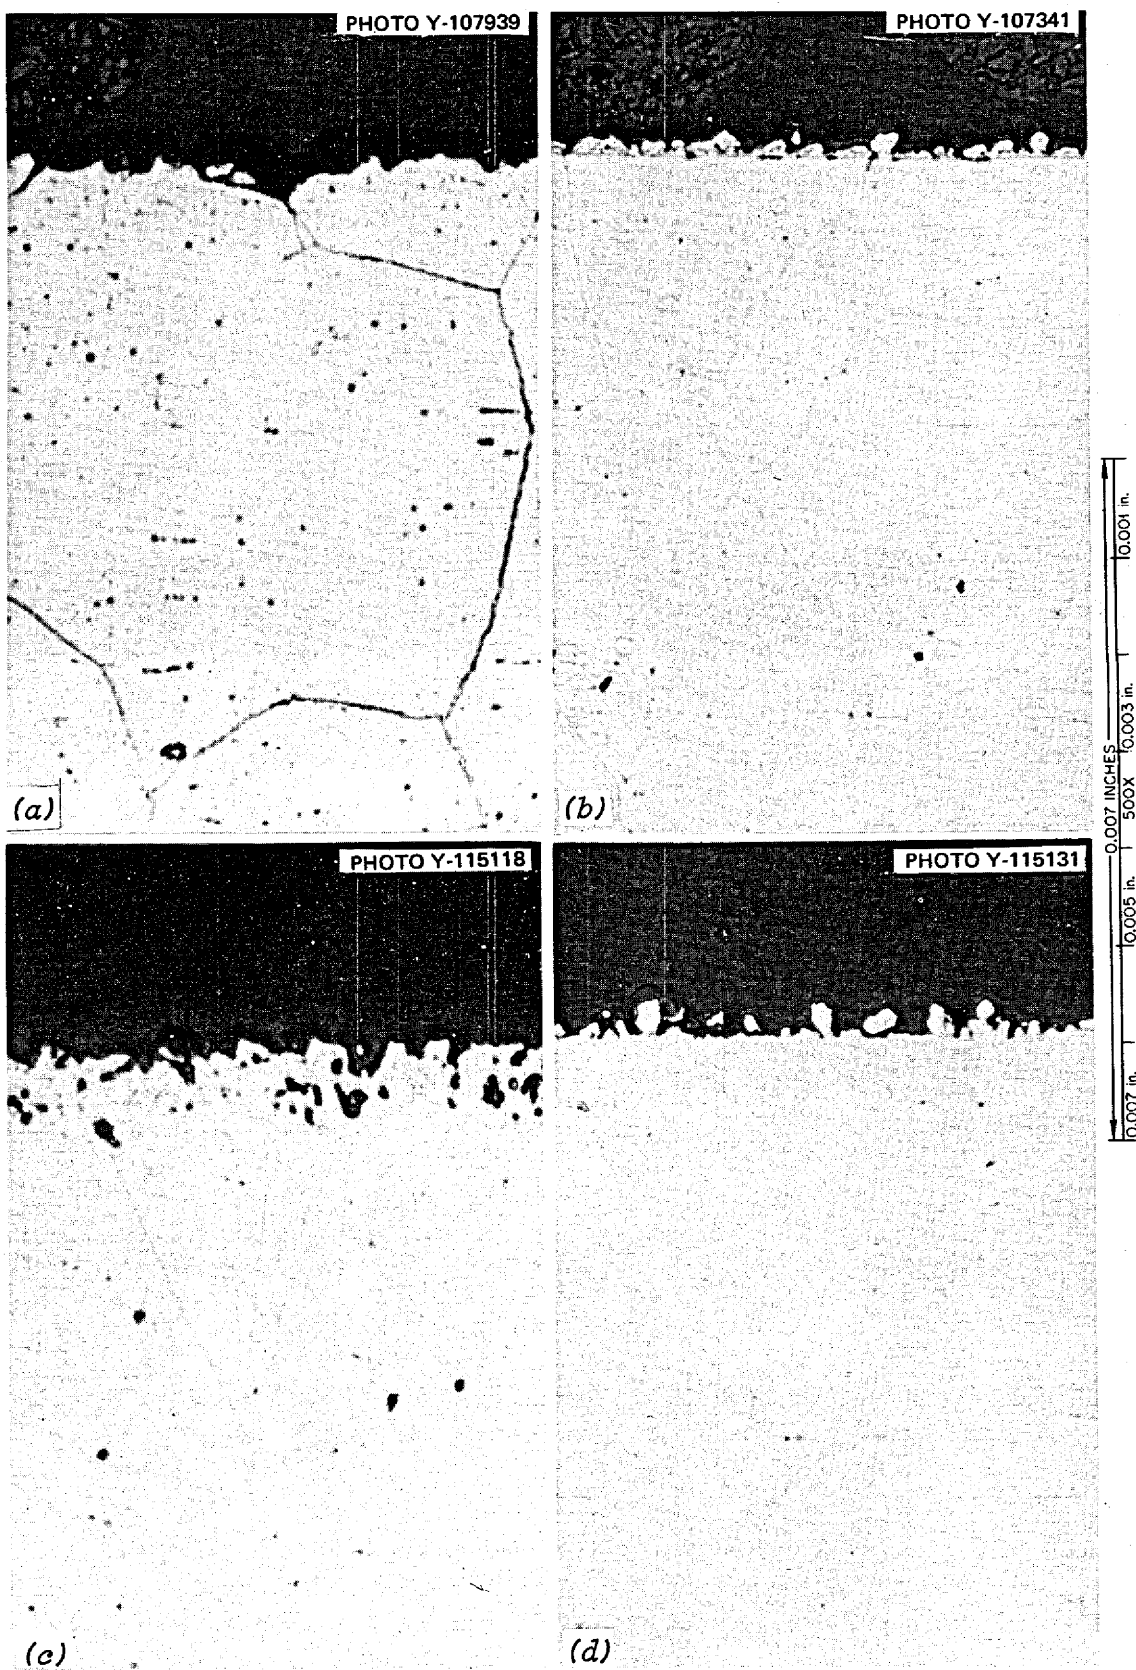 PHOTO Y-107939
PHOTO Y-107341
(a)
(b)
PHOTO Y-115118
PHOTO Y-115131
(c)
(d)
0.007 INCHES
0.001 in.
0.003 in.
500X
0.005 in.
0.007 in.